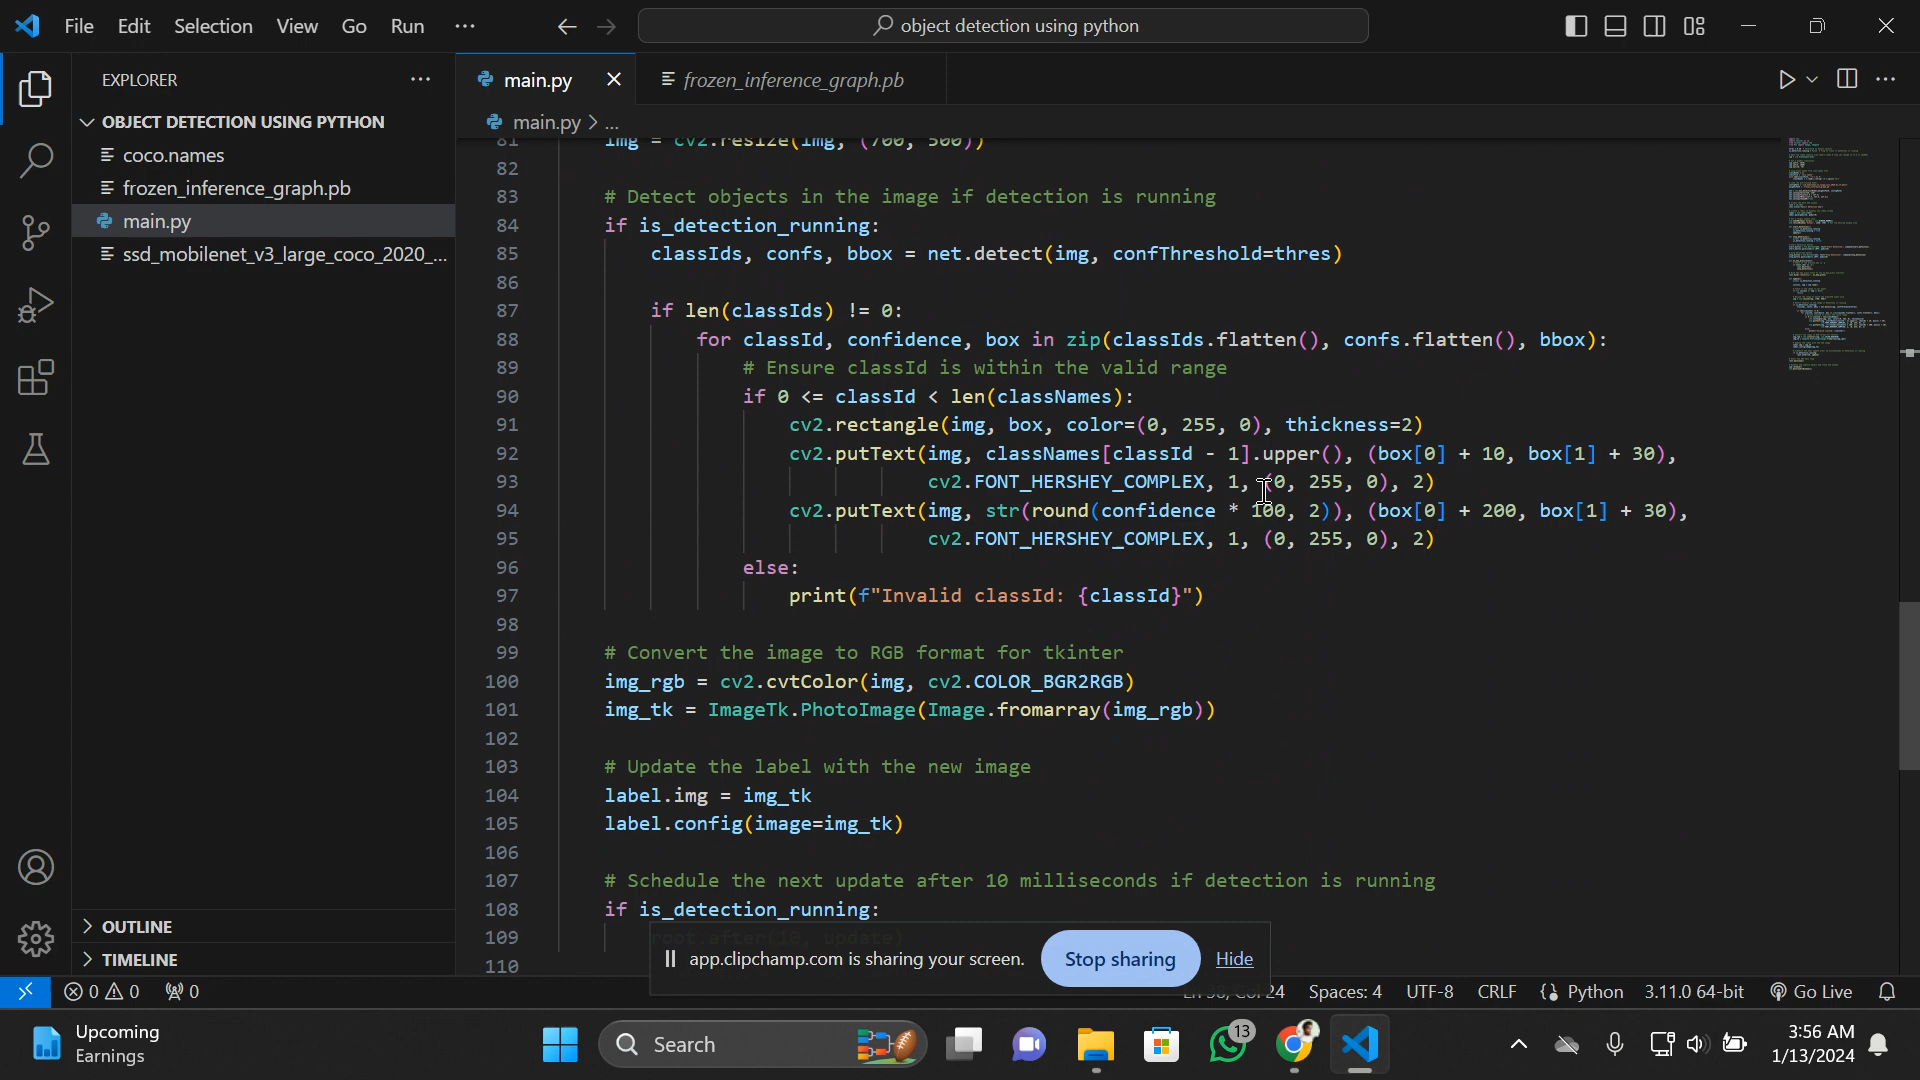 File Edit Selection View Go Run ···
object detection using python
EXPLORER
main.py
frozen_inference_graph.pb
OBJECT DETECTION USING PYTHON
coco.names
frozen_inference_graph.pb
main.py
ssd_mobilenet_v3_large_coco_2020_...
OUTLINE
TIMELINE
main.py > ...
81 img = cv2.resize(img, (700, 500))
82
83 # Detect objects in the image if detection is running
84 if is_detection_running:
85 classIds, confs, bbox = net.detect(img, confThreshold=thres)
86
87 if len(classIds) != 0:
88 for classId, confidence, box in zip(classIds.flatten(), confs.flatten(), bbox):
89 # Ensure classId is within the valid range
90 if 0 <= classId < len(classNames):
91 cv2.rectangle(img, box, color=(0, 255, 0), thickness=2)
92 cv2.putText(img, classNames[classId - 1].upper(), (box[0] + 10, box[1] + 30),
93 cv2.FONT_HERSHEY_COMPLEX, 1, (0, 255, 0), 2)
94 cv2.putText(img, str(round(confidence * 100, 2)), (box[0] + 200, box[1] + 30),
95 cv2.FONT_HERSHEY_COMPLEX, 1, (0, 255, 0), 2)
96 else:
97 print(f"Invalid classId: {classId}")
98
99 # Convert the image to RGB format for tkinter
100 img_rgb = cv2.cvtColor(img, cv2.COLOR_BGR2RGB)
101 img_tk = ImageTk.PhotoImage(Image.fromarray(img_rgb))
102
103 # Update the label with the new image
104 label.img = img_tk
105 label.config(image=img_tk)
106
107 # Schedule the next update after 10 milliseconds if detection is running
108 if is_detection_running:
109 root.after(10, update)
110
app.clipchamp.com is sharing your screen. Stop sharing Hide
0 0 0 Ln 38, Col 24 Spaces: 4 UTF-8 CRLF Python 3.11.0 64-bit Go Live
Upcoming
Earnings
Search
13
3:56 AM
1/13/2024